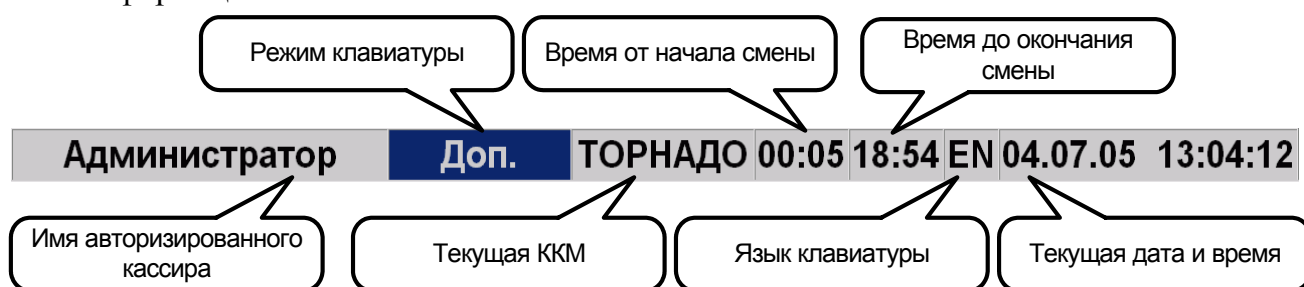 Режим клавиатуры
Время от начала смены
Время до окончания
смены
Администратор Доп. ТОРНАДО 00:05 18:54 EN 04.07.05 13:04:12
Имя авторизированного
кассира
Текущая ККМ
Язык клавиатуры
Текущая дата и время